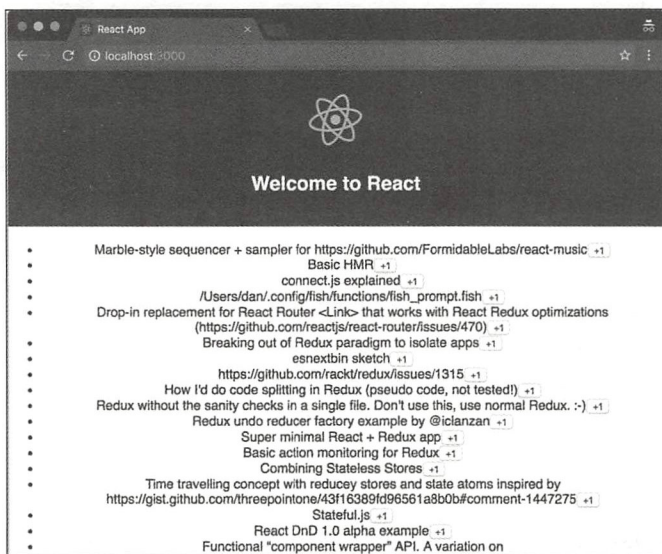 React App
localhost:3000
Welcome to React
Marble-style sequencer + sampler for https://github.com/FormidableLabs/react-music +1
Basic HMR +1
connect.js explained +1
/Users/dan/.config/fish/functions/fish_prompt.fish +1
Drop-in replacement for React Router <Link> that works with React Redux optimizations
(https://github.com/reactjs/react-router/issues/470) +1
Breaking out of Redux paradigm to isolate apps +1
esnextbin sketch +1
https://github.com/rackt/redux/issues/1315 +1
How I'd do code splitting in Redux (pseudo code, not tested!) +1
Redux without the sanity checks in a single file. Don't use this, use normal Redux. :-) +1
Redux undo reducer factory example by @iclanzan +1
Super minimal React + Redux app +1
Basic action monitoring for Redux +1
Combining Stateless Stores +1
Time travelling concept with reducey stores and state atoms inspired by
https://gist.github.com/threepointone/43f16389fd96561a8b0b#comment-1447275 +1
Stateful.js +1
React DnD 1.0 alpha example +1
Functional "component wrapper" API. A variation on